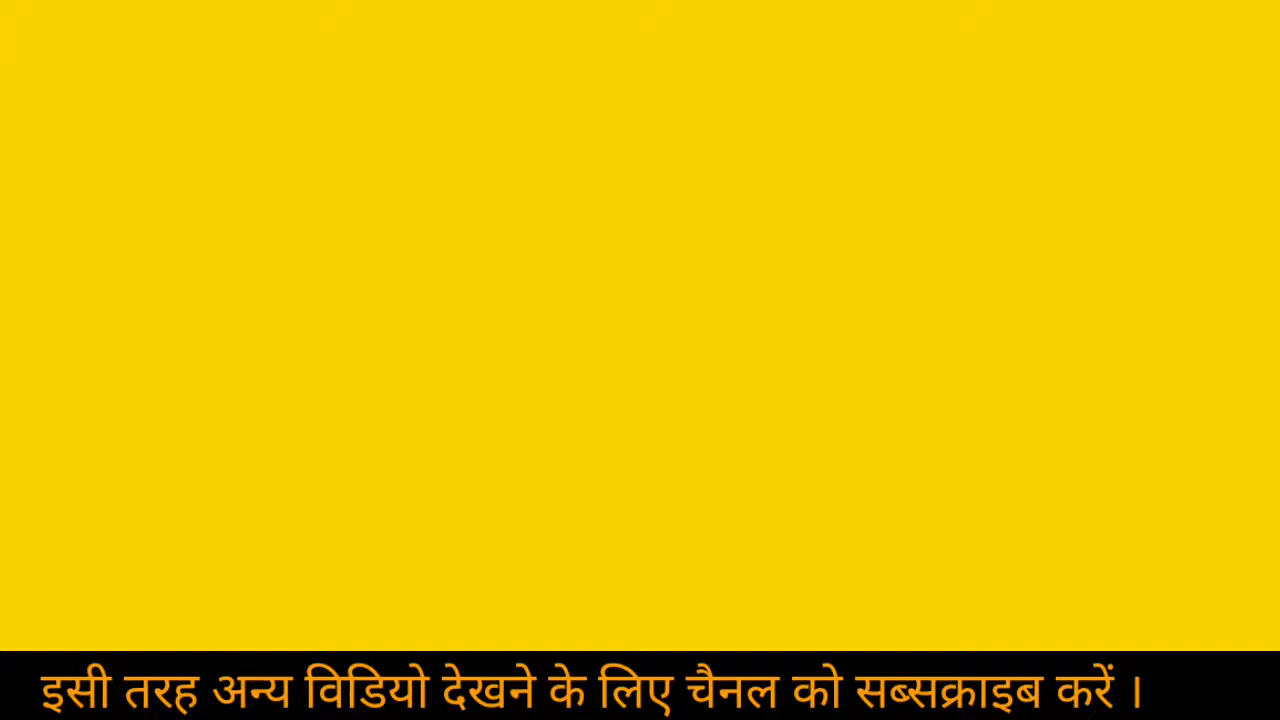 इसी तरह अन्य विडियो देखने के लिए चैनल को सब्सक्राइब करें ।